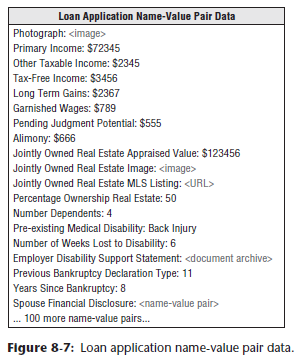 Loan Application Name-Value Pair Data
Photograph: <image>
Primary Income: $72345
Other Taxable Income: $2345
Tax-Free Income: $3456
Long Term Gains: $2367
Garnished Wages: $789
Pending Judgment Potential: $555
Alimony: $666
Jointly Owned Real Estate Appraised Value: $123456
Jointly Owned Real Estate Image: <image>
Jointly Owned Real Estate MLS Listing: <URL>
Percentage Ownership Real Estate: 50
Number Dependents: 4
Pre-existing Medical Disability: Back Injury
Number of Weeks Lost to Disability: 6
Employer Disability Support Statement: <document archive>
Previous Bankruptcy Declaration Type: 11
Years Since Bankruptcy: 8
Spouse Financial Disclosure: <name-value pair>
... 100 more name-value pairs...
Figure 8-7: Loan application name-value pair data.